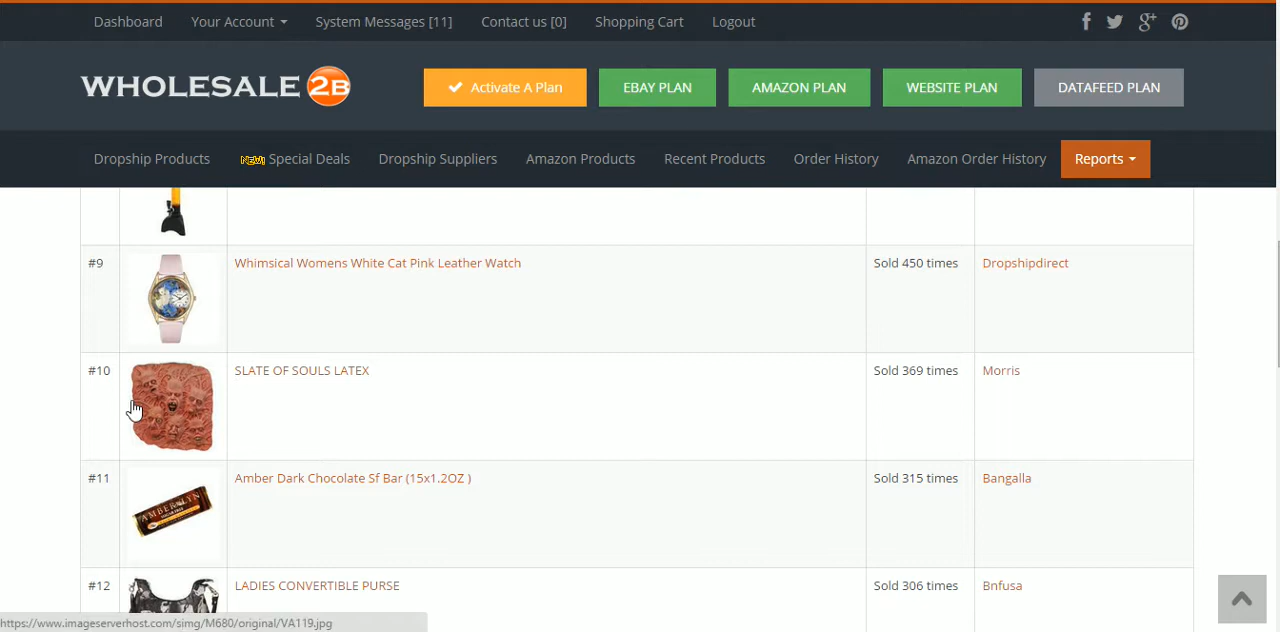 Dashboard Your Account System Messages [11] Contact us [0] Shopping Cart Logout
WHOLESALE 2B Activate A Plan EBAY PLAN AMAZON PLAN WEBSITE PLAN DATAFEED PLAN
Dropship Products NEW! Special Deals Dropship Suppliers Amazon Products Recent Products Order History Amazon Order History Reports
#9 Whimsical Womens White Cat Pink Leather Watch Sold 450 times Dropshipdirect
#10 SLATE OF SOULS LATEX Sold 369 times Morris
#11 Amber Dark Chocolate Sf Bar (15x1.2OZ ) Sold 315 times Bangalla
AMBERLYN
#12 LADIES CONVERTIBLE PURSE Sold 306 times Bnfusa
https://www.imageserverhost.com/simg/M680/original/VA119.jpg